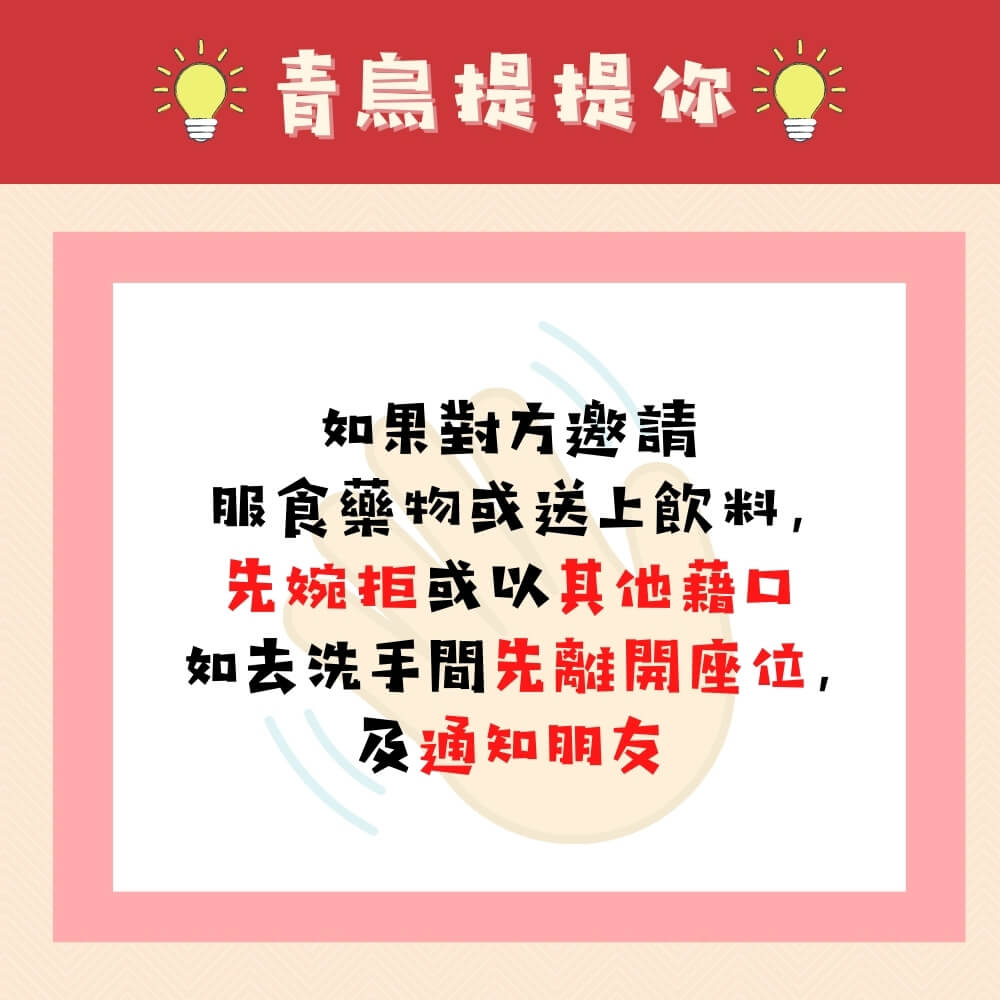 青鳥提提你
如果對方邀請
服食藥物或送上飲料，
先婉拒或以其他藉口
如去洗手間先離開座位，
及通知朋友